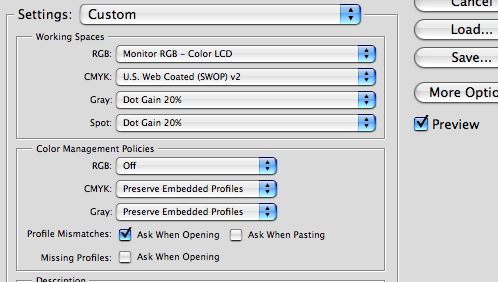 Settings: Custom
Cancel
Load...
Save...
More Optio
Preview
Working Spaces
RGB: Monitor RGB - Color LCD
CMYK: U.S. Web Coated (SWOP) v2
Gray: Dot Gain 20%
Spot: Dot Gain 20%
Color Management Policies
RGB: Off
CMYK: Preserve Embedded Profiles
Gray: Preserve Embedded Profiles
Profile Mismatches: Ask When Opening Ask When Pasting
Missing Profiles: Ask When Opening
Description